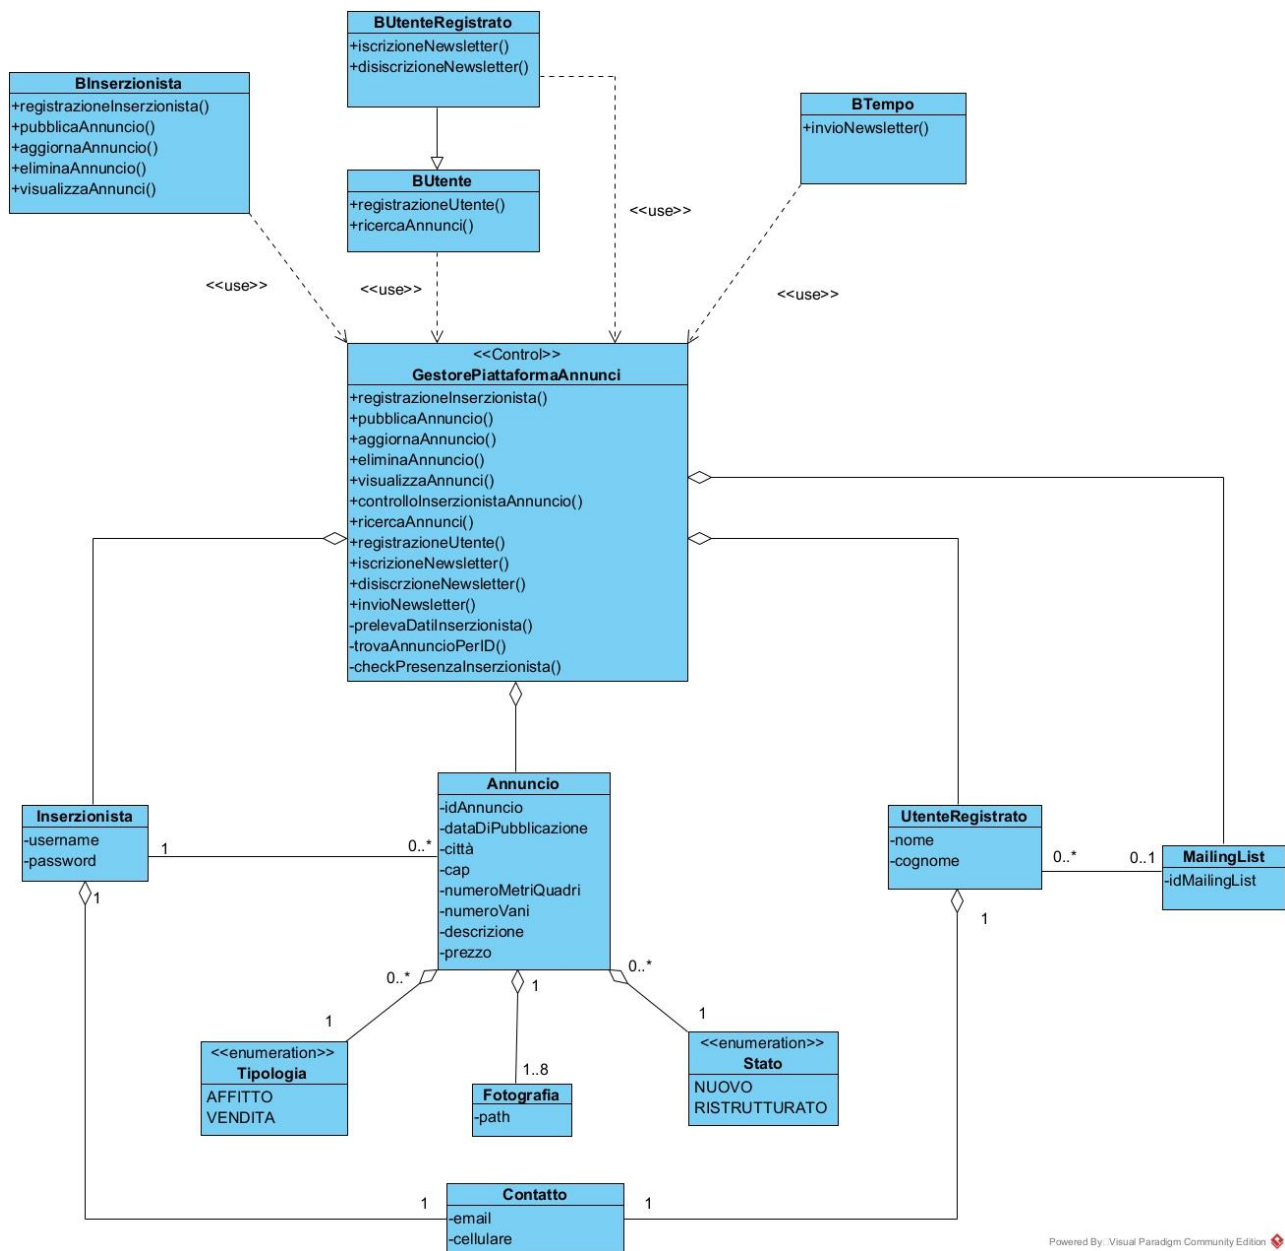 BUtenteRegistrato
+iscrizioneNewsletter()
+disiscrizioneNewsletter()
BInserzionista
+registrazioneInserzionista()
+pubblicaAnnuncio()
+aggiornaAnnuncio()
+eliminaAnnuncio()
+visualizzaAnnunci()
BTempo
+invioNewsletter()
BUtente
+registrazioneUtente()
+ricercaAnnunci()
<<use>>
<<use>>
<<use>>
<<use>>
<<Control>>
GestorePiattaformaAnnunci
+registrazioneInserzionista()
+pubblicaAnnuncio()
+aggiornaAnnuncio()
+eliminaAnnuncio()
+visualizzaAnnunci()
+controlloInserzionistaAnnuncio()
+ricercaAnnunci()
+registrazioneUtente()
+iscrizioneNewsletter()
+disiscrzioneNewsletter()
+invioNewsletter()
-prelevaDatiInserzionista()
-trovaAnnuncioPerID()
-checkPresenzaInserzionista()
Inserzionista
-username
-password
1
0..*
1
Annuncio
-idAnnuncio
-dataDiPubblicazione
-città
-cap
-numeroMetriQuadri
-numeroVani
-descrizione
-prezzo
UtenteRegistrato
-nome
-cognome
0..*
0..1
1
MailingList
-idMailingList
0..*
1
0..*
1
1..8
1
<<enumeration>>
Tipologia
AFFITTO
VENDITA
Fotografia
-path
<<enumeration>>
Stato
NUOVO
RISTRUTTURATO
1
Contatto
-email
-cellulare
1
Powered By: Visual Paradigm Community Edition